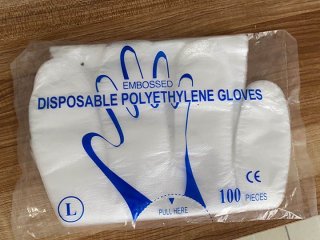 EMBOSSED
DISPOSABLE POLYETHYLENE GLOVES
CE
L
PULL HERE
100 PIECES